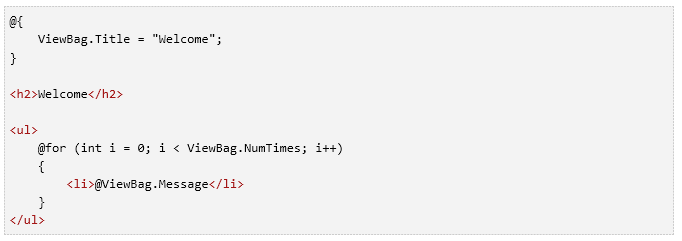 @{
    ViewBag.Title = "Welcome";
}
<h2>Welcome</h2>
<ul>
    @for (int i = 0; i < ViewBag.NumTimes; i++)
    {
        <li>@ViewBag.Message</li>
    }
</ul>